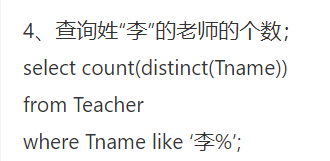 4、查询姓“李”的老师的个数；
select count(distinct(Tname))
from Teacher
where Tname like ‘李%’;